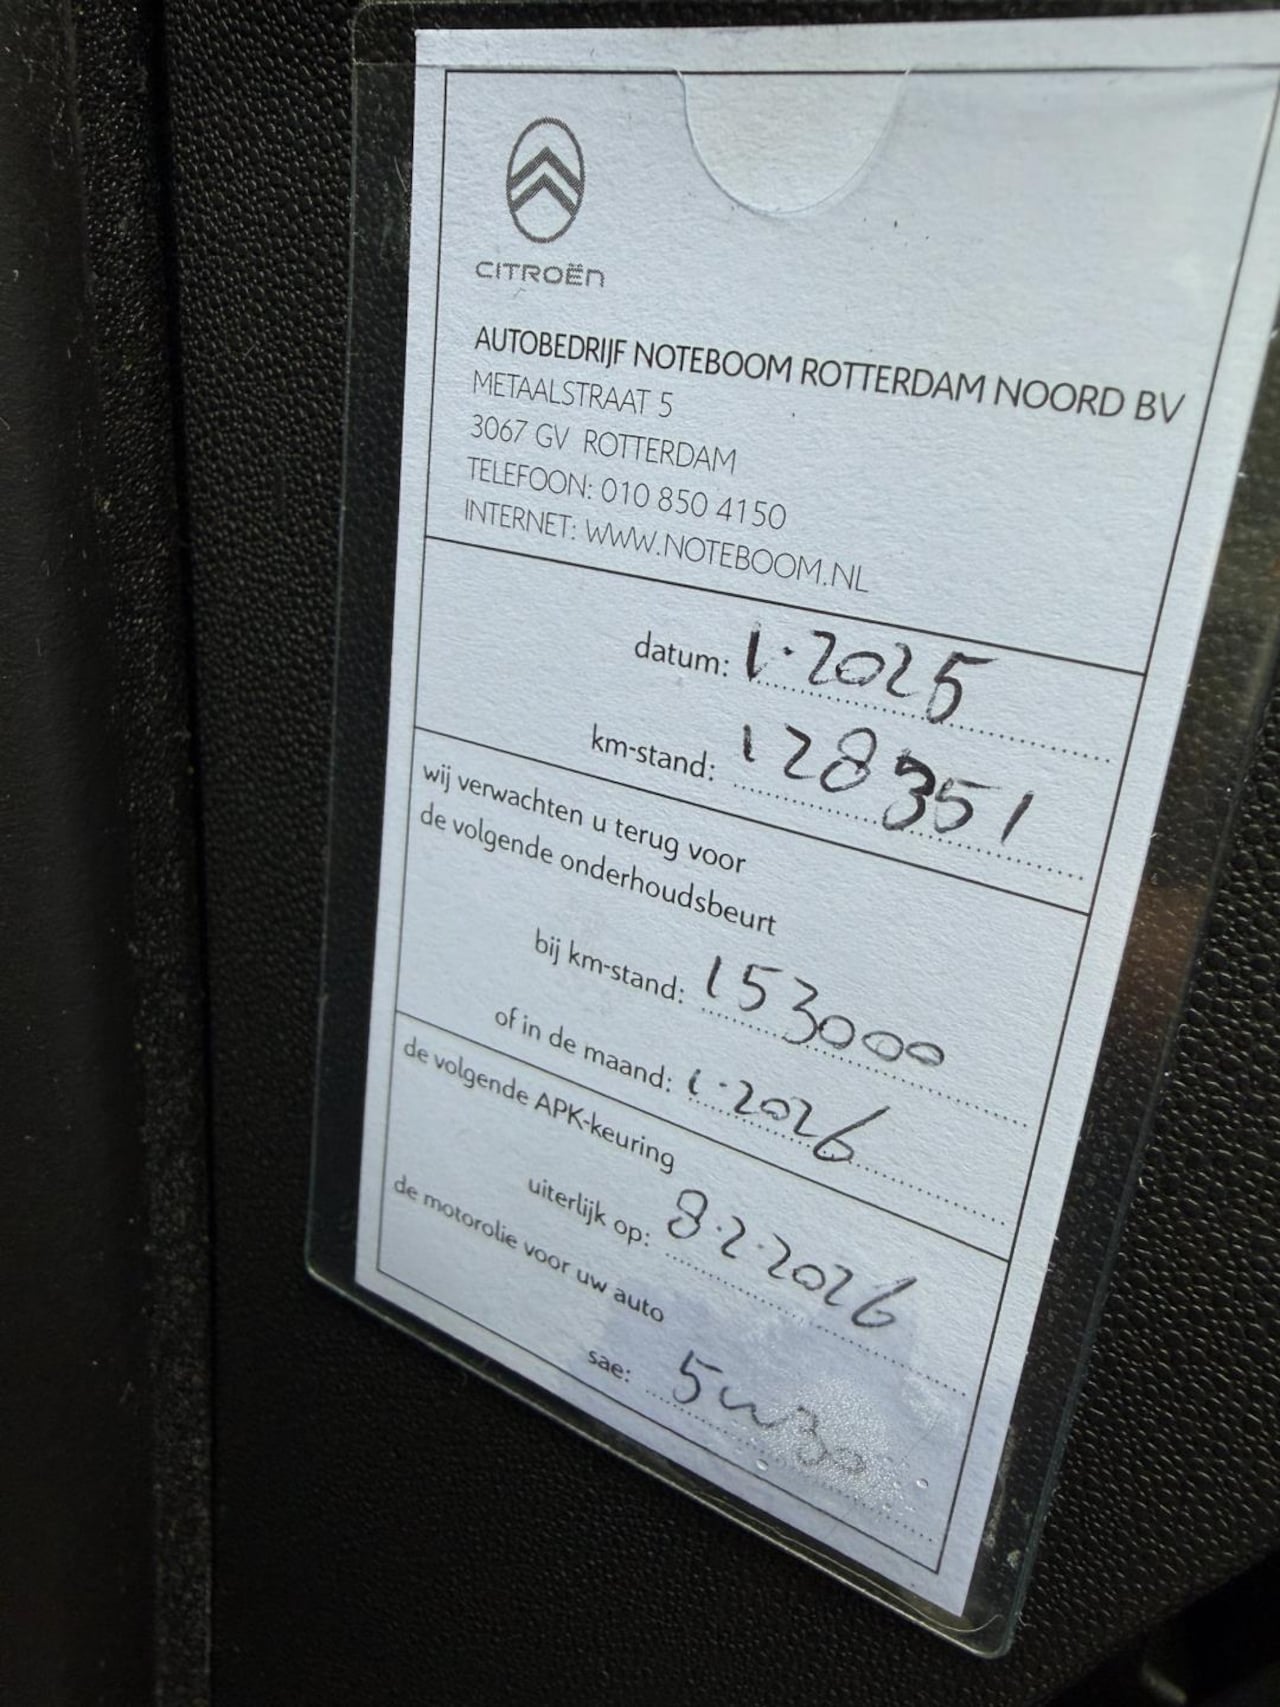 CITROËN
AUTOBEDRIJF NOTEBOOM ROTTERDAM NOORD BV
METAALSTRAAT 5
3067 GV ROTTERDAM
TELEFOON: 010 850 4150
INTERNET: WWW.NOTEBOOM.NL
datum: 1.2025
km-stand: 128351
wij verwachten u terug voor
de volgende onderhoudsbeurt
bij km-stand: 153000
of in de maand: 1.2026
de volgende APK-keuring
uiterlijk op: 8.2.2026
de motorolie voor uw auto
sae: 5w30